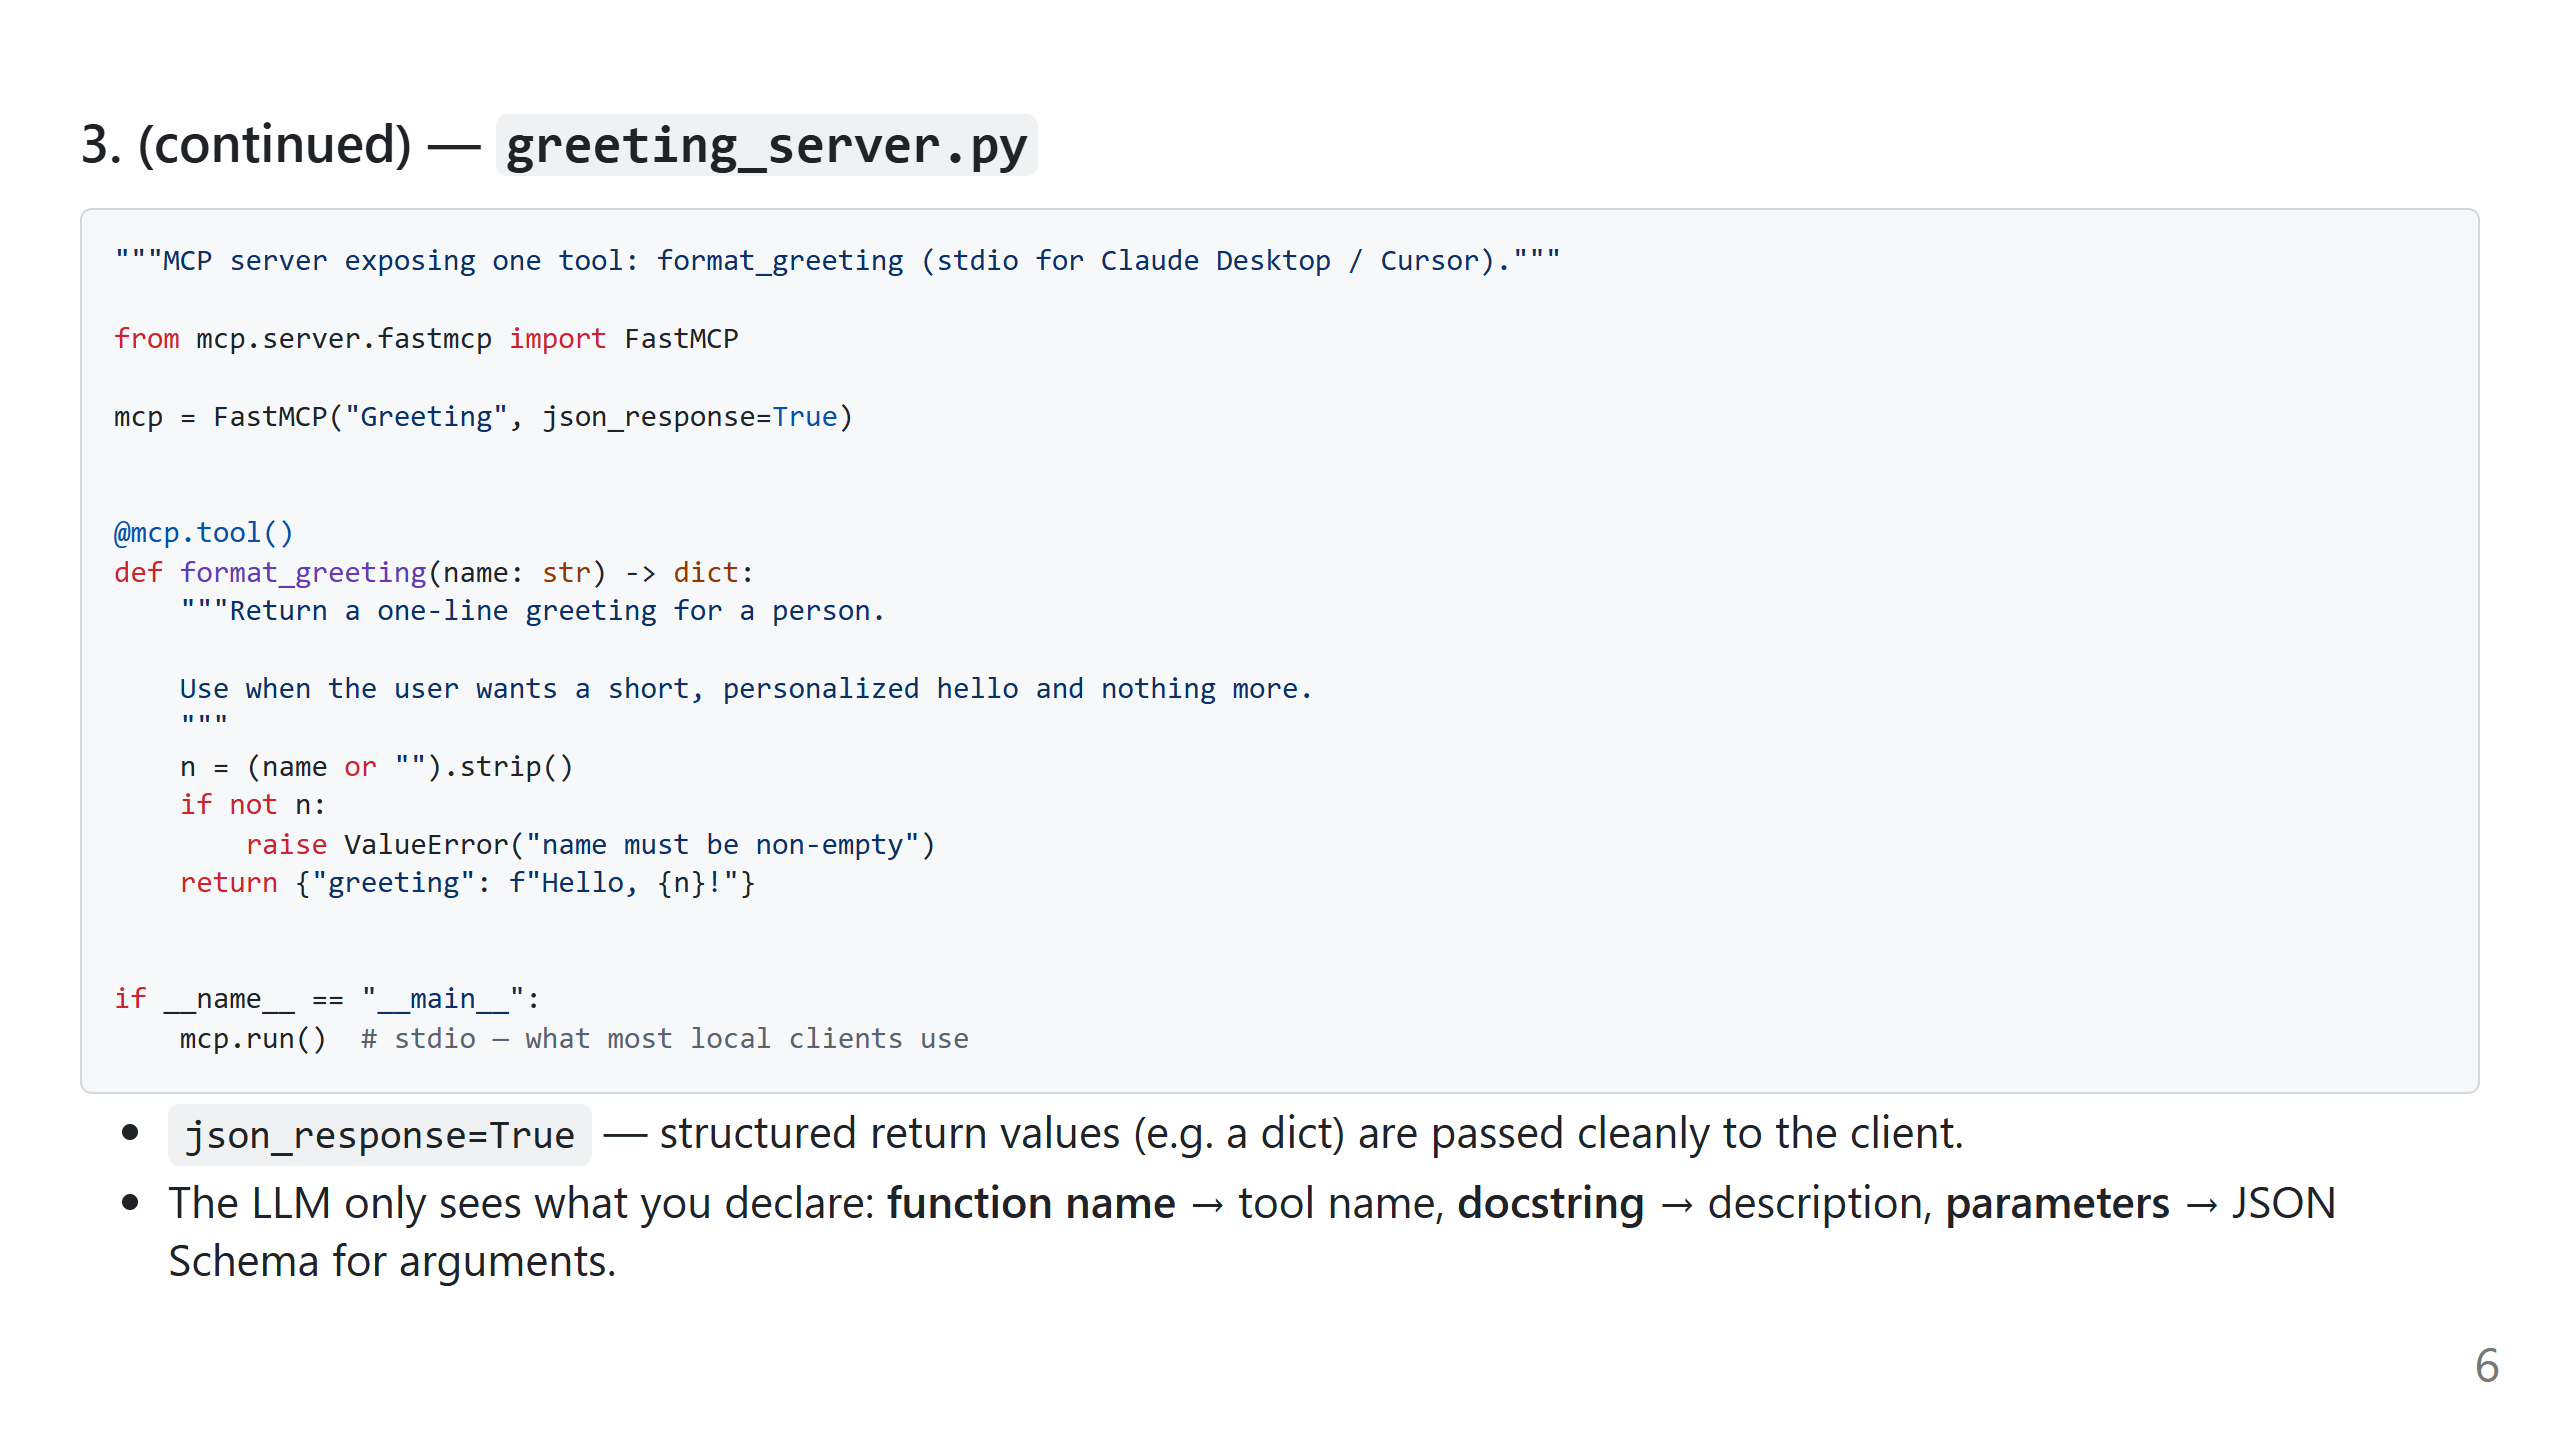 3. (continued) — greeting_server.py
"""MCP server exposing one tool: format_greeting (stdio for Claude Desktop / Cursor)."""
from mcp.server.fastmcp import FastMCP
mcp = FastMCP("Greeting", json_response=True)
@mcp.tool()
def format_greeting(name: str) -> dict:
    """Return a one-line greeting for a person.
    Use when the user wants a short, personalized hello and nothing more.
    """
    n = (name or "").strip()
    if not n:
        raise ValueError("name must be non-empty")
    return {"greeting": f"Hello, {n}!"}
if __name__ == "__main__":
    mcp.run()  # stdio — what most local clients use
• json_response=True — structured return values (e.g. a dict) are passed cleanly to the client.
• The LLM only sees what you declare: function name → tool name, docstring → description, parameters → JSON
Schema for arguments.
6